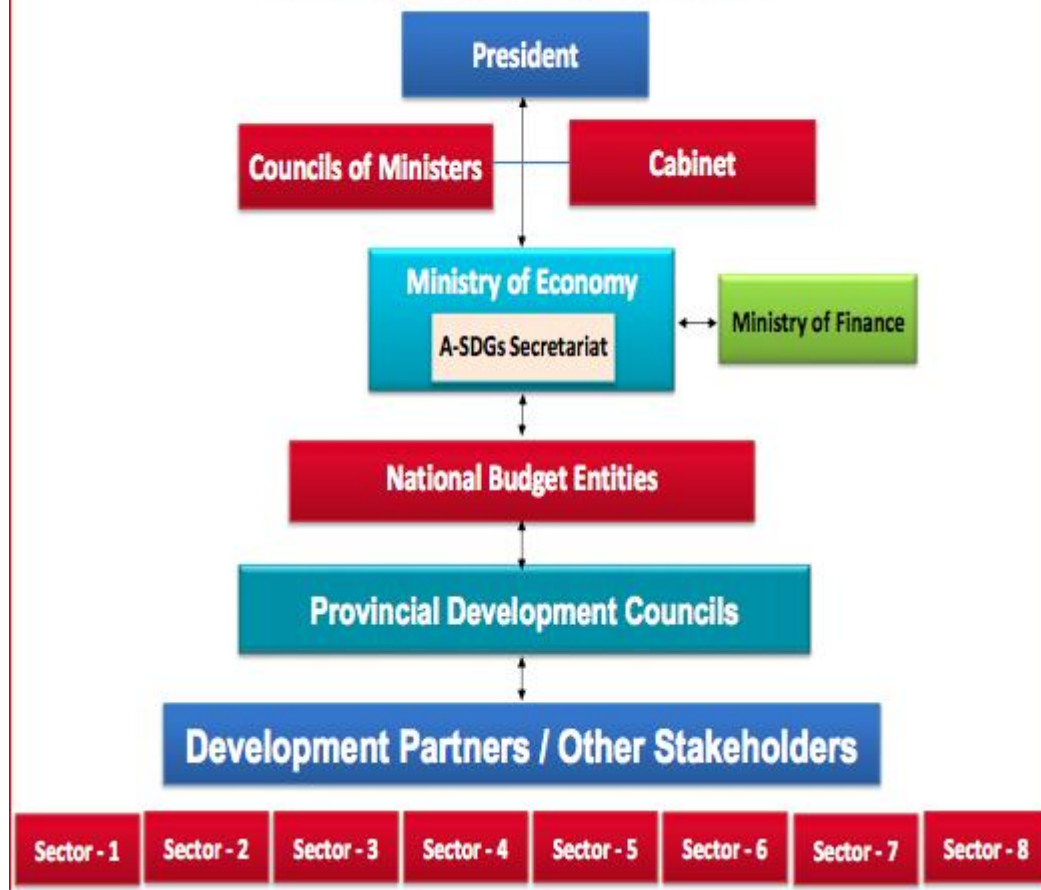 President
Councils of Ministers
Cabinet
Ministry of Economy
A-SDGs Secretariat
Ministry of Finance
National Budget Entities
Provincial Development Councils
Development Partners / Other Stakeholders
Sector - 1
Sector - 2
Sector - 3
Sector - 4
Sector - 5
Sector - 6
Sector - 7
Sector - 8